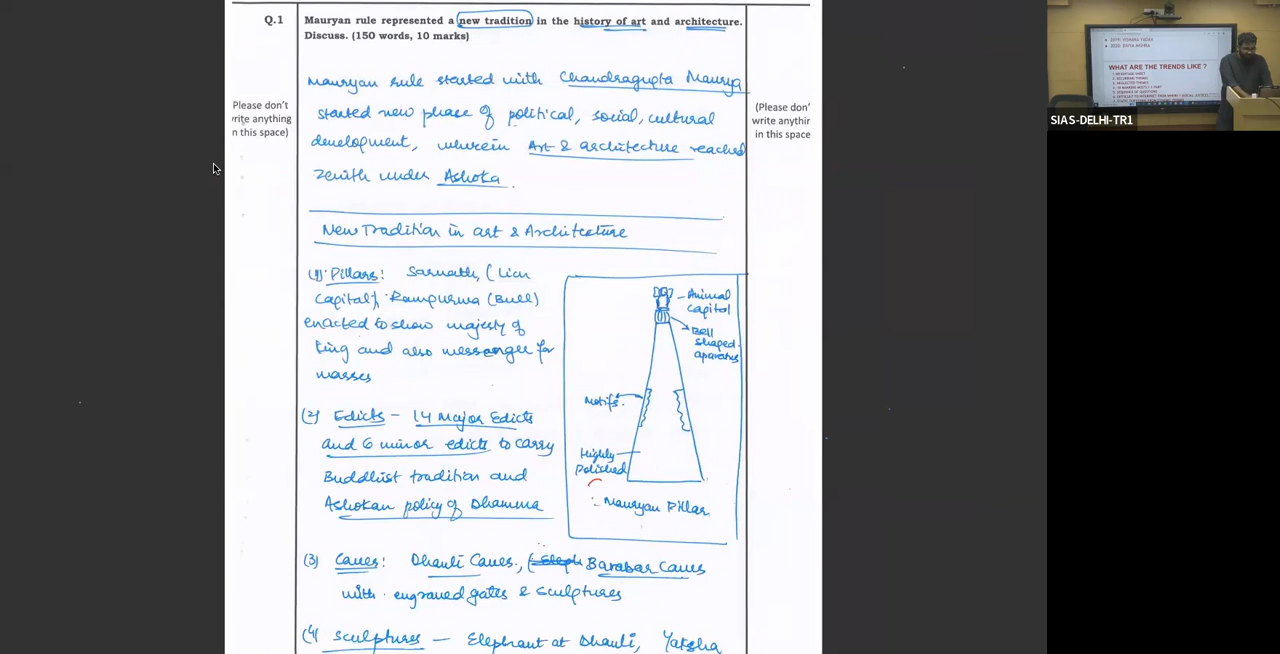 Q.1
Mauryan rule represented a new tradition in the history of art and architecture.
Discuss. (150 words, 10 marks)
Please don't
write anything
n this space)
(Please don'
write anythir
in this space
Mauryan rule started with Chandragupta Maurya
started new phase of political, social, cultural
development, wherein Art & architecture reached
zenith under Ashoka.
New Tradition in art & Architecture
(1) Pillars: Sarnath, (Lion
Capital), Rampurwa (Bull)
enacted to show majesty of
king and also messenger for
masses
Animal
capital
Bell
shaped
apparatus
Motifs.
Highly
polished
: Mauryan Pillar
(2) Edicts - 14 Major Edicts
and 6 minor edicts to carry
Buddhist tradition and
Ashokan policy of Dhamma
(3) Caves: Dhauli Caves, Barabar Caves
with engraved gates & sculptures
(4) Sculptures - Elephant at Dhauli, Yaksha
2019: VISMAYA TODAY
WHAT ARE THE TRENDS LIKE ?
SIAS-DELHI-TR1